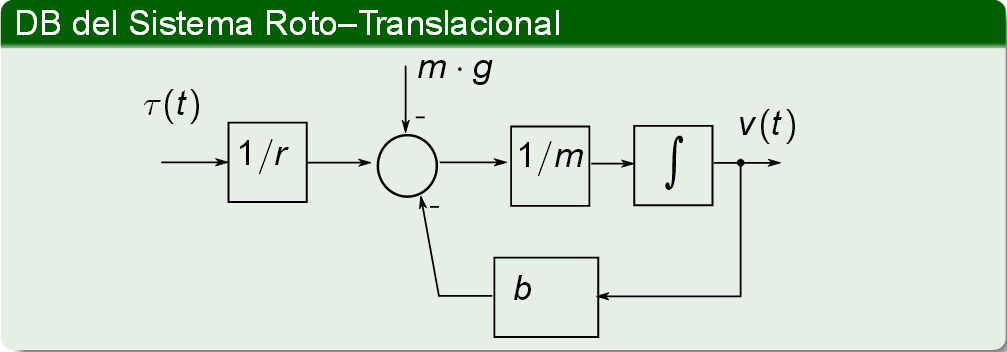 DB del Sistema Roto–Translacional
m · g
-
τ(t)
v(t)
1/r
1/m
∫
-
b